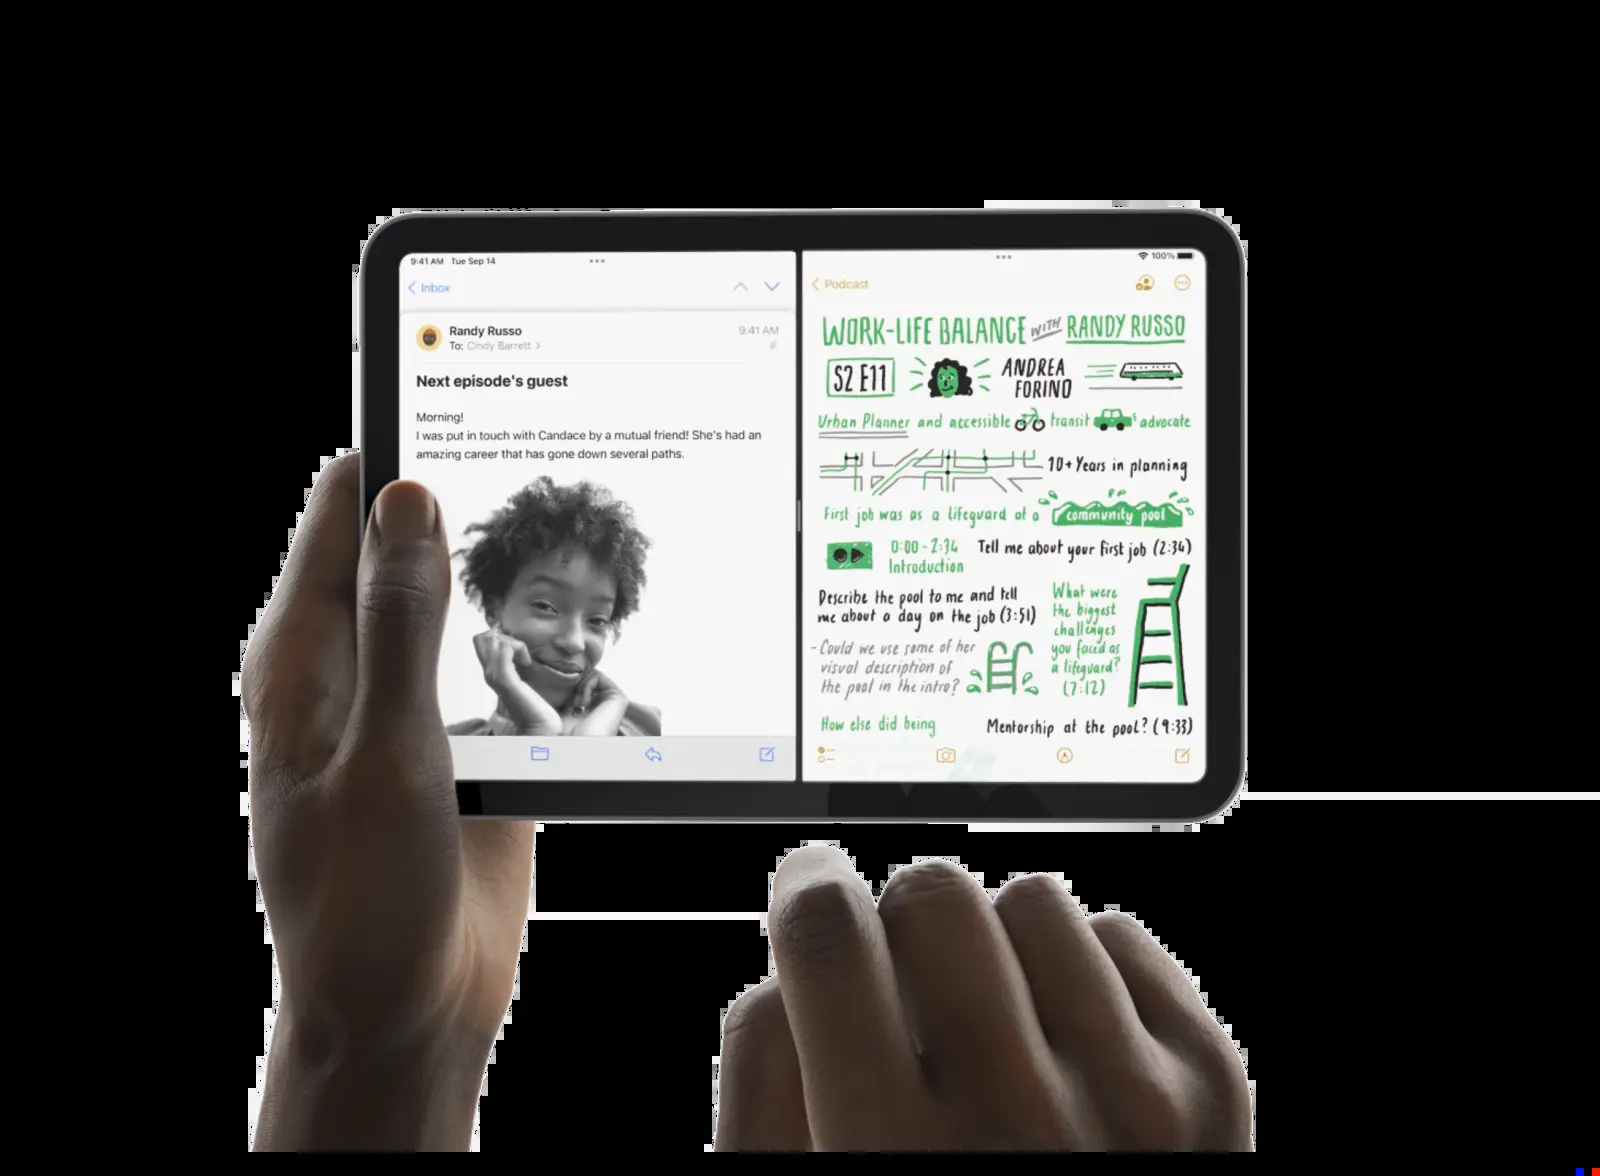 9:41 AM Tue Sep 14
Inbox
Randy Russo
9:41 AM
To: Cindy Barrett >
Next episode's guest
Morning!
I was put in touch with Candace by a mutual friend! She's had an
amazing career that has gone down several paths.
100%
Podcast
WORK-LIFE BALANCE WITH RANDY RUSSO
S2 E11
ANDREA
FORINO
Urban Planner and accessible transit advocate
10+ Years in planning
First job was as a lifeguard at a community pool
0:00 - 2:34
Introduction
Tell me about your first job (2:34)
Describe the pool to me and tell
me about a day on the job (3:51)
- Could we use some of her
visual description of
the pool in the intro?
What were
the biggest
challenges
you faced as
a lifeguard?
(7:12)
How else did being
Mentorship at the pool? (9:33)